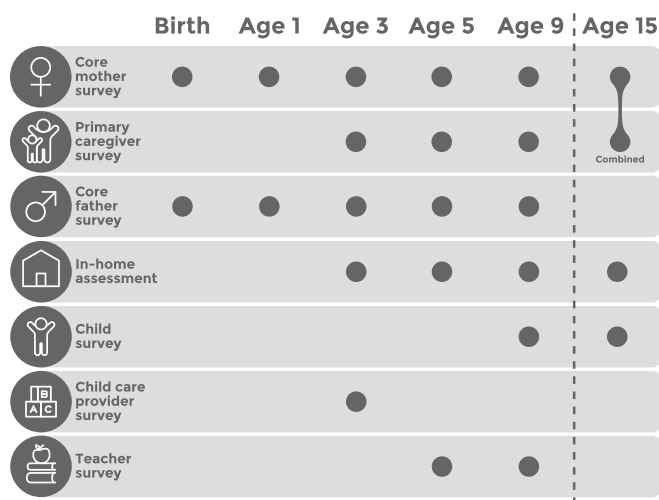 Birth Age 1 Age 3 Age 5 Age 9 Age 15
Core
mother
survey
Primary
caregiver
survey
Combined
Core
father
survey
In-home
assessment
Child
survey
Child care
provider
survey
B
A C
Teacher
survey